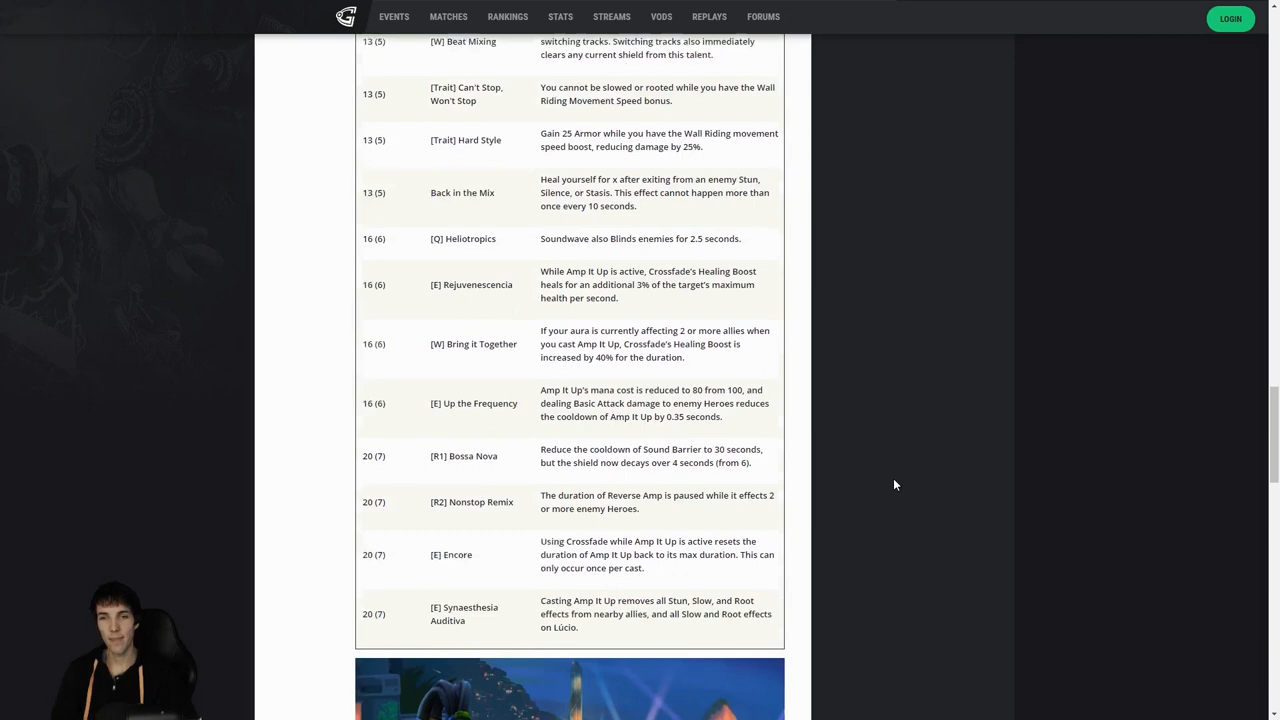 EVENTS MATCHES RANKINGS STATS STREAMS VODS REPLAYS FORUMS LOGIN
13 (5) [W] Beat Mixing switching tracks. Switching tracks also immediately
clears any current shield from this talent.
13 (5) [Trait] Can't Stop, You cannot be slowed or rooted while you have the Wall
Won't Stop Riding Movement Speed bonus.
13 (5) [Trait] Hard Style Gain 25 Armor while you have the Wall Riding movement
speed boost, reducing damage by 25%.
Heal yourself for x after exiting from an enemy Stun,
13 (5) Back in the Mix Silence, or Stasis. This effect cannot happen more than
once every 10 seconds.
16 (6) [Q] Heliotropics Soundwave also Blinds enemies for 2.5 seconds.
While Amp It Up is active, Crossfade's Healing Boost
16 (6) [E] Rejuvenescencia heals for an additional 3% of the target's maximum
health per second.
If your aura is currently affecting 2 or more allies when
16 (6) [W] Bring it Together you cast Amp It Up, Crossfade's Healing Boost is
increased by 40% for the duration.
Amp It Up's mana cost is reduced to 80 from 100, and
16 (6) [E] Up the Frequency dealing Basic Attack damage to enemy Heroes reduces
the cooldown of Amp It Up by 0.35 seconds.
20 (7) [R1] Bossa Nova Reduce the cooldown of Sound Barrier to 30 seconds,
but the shield now decays over 4 seconds (from 6).
20 (7) [R2] Nonstop Remix The duration of Reverse Amp is paused while it effects 2
or more enemy Heroes.
Using Crossfade while Amp It Up is active resets the
20 (7) [E] Encore duration of Amp It Up back to its max duration. This can
only occur once per cast.
Casting Amp It Up removes all Stun, Slow, and Root
20 (7) [E] Synaesthesia effects from nearby allies, and all Slow and Root effects
Auditiva on Lúcio.